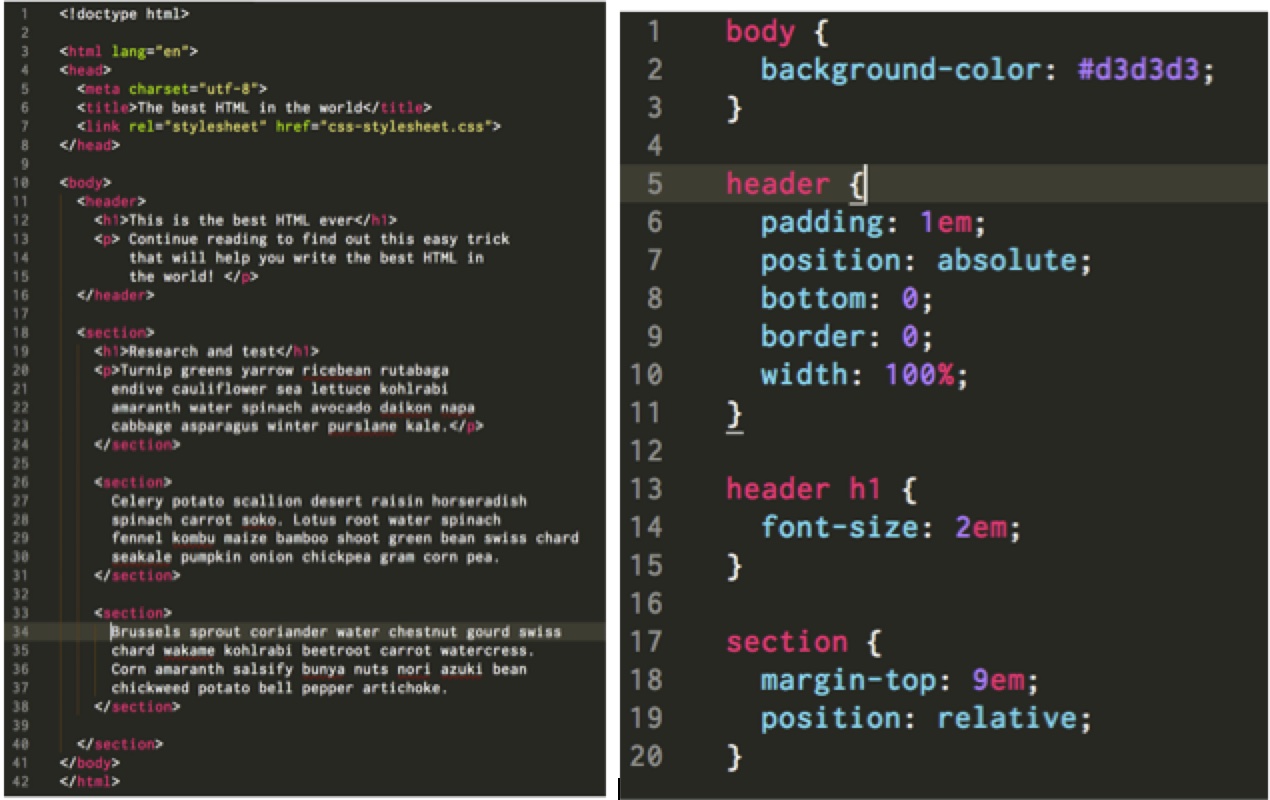 1 <!doctype html>
2
3 <html lang="en">
4 <head>
5 <meta charset="utf-8">
6 <title>The best HTML in the world</title>
7 <link rel="stylesheet" href="css-stylesheet.css">
8 </head>
9
10 <body>
11 <header>
12 <h1>This is the best HTML ever</h1>
13 <p> Continue reading to find out this easy trick
14 that will help you write the best HTML in
15 the world! </p>
16 </header>
17
18 <section>
19 <h1>Research and test</h1>
20 <p>Turnip greens yarrow ricebean rutabaga
21 endive cauliflower sea lettuce kohlrabi
22 amaranth water spinach avocado daikon napa
23 cabbage asparagus winter purslane kale.</p>
24 </section>
25
26 <section>
27 Celery potato scallion desert raisin horseradish
28 spinach carrot soko. Lotus root water spinach
29 fennel kombu maize bamboo shoot green bean swiss chard
30 seakale pumpkin onion chickpea gram corn pea.
31 </section>
32
33 <section>
34 Brussels sprout coriander water chestnut gourd swiss
35 chard wakame kohlrabi beetroot carrot watercress.
36 Corn amaranth salsify bunya nuts nori azuki bean
37 chickweed potato bell pepper artichoke.
38 </section>
39
40 </section>
41 </body>
42 </html>
1 body {
2 background-color: #d3d3d3;
3 }
4
5 header {
6 padding: 1em;
7 position: absolute;
8 bottom: 0;
9 border: 0;
10 width: 100%;
11 }
12
13 header h1 {
14 font-size: 2em;
15 }
16
17 section {
18 margin-top: 9em;
19 position: relative;
20 }